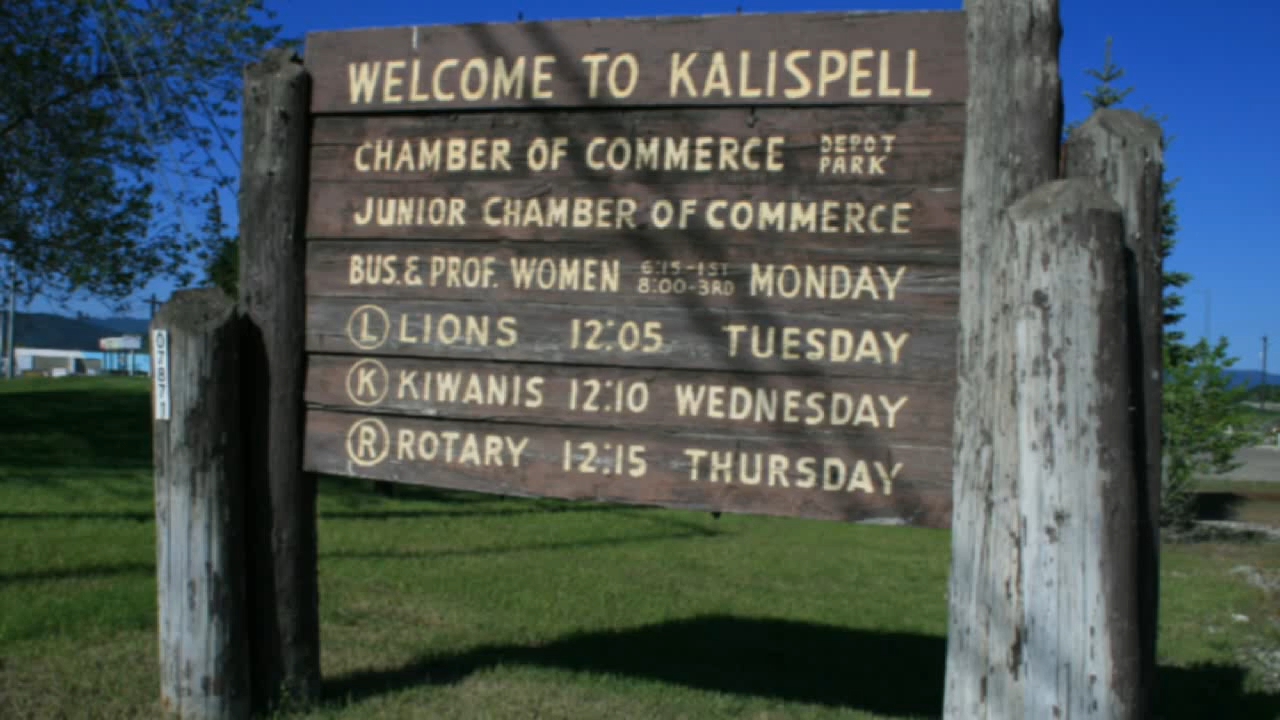 WELCOME TO KALISPELL
CHAMBER OF COMMERCE DEPOT PARK
JUNIOR CHAMBER OF COMMERCE
BUS. & PROF. WOMEN 6:15-1ST 8:00-3RD MONDAY
L LIONS 12:05 TUESDAY
K KIWANIS 12:10 WEDNESDAY
R ROTARY 12:15 THURSDAY